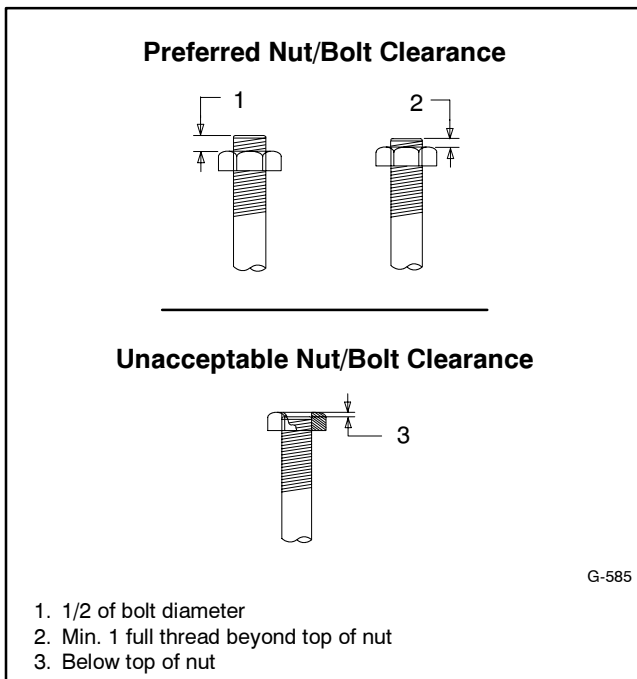 Preferred Nut/Bolt Clearance
1
2
Unacceptable Nut/Bolt Clearance
3
G-585
1. 1/2 of bolt diameter
2. Min. 1 full thread beyond top of nut
3. Below top of nut